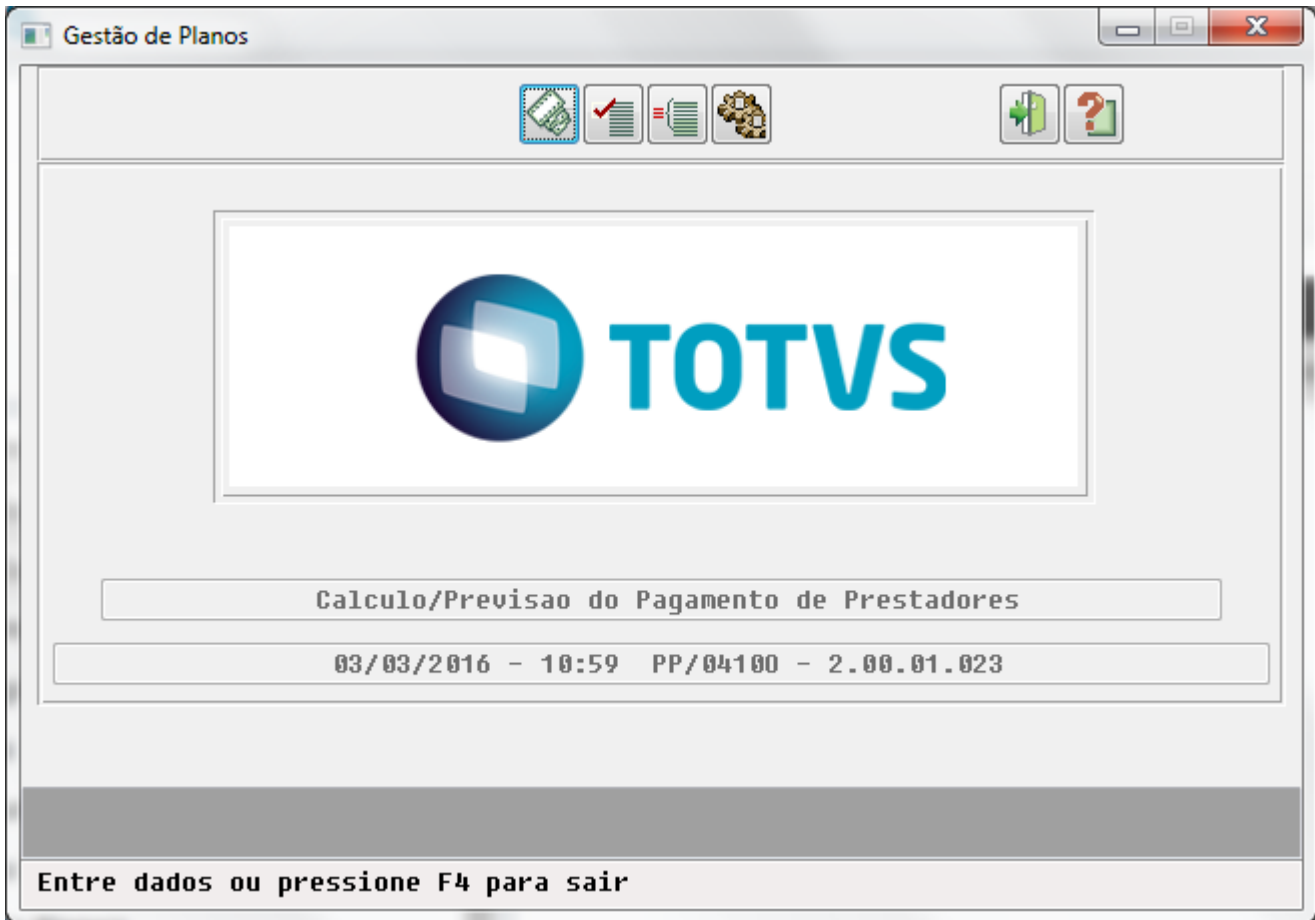 Gestão de Planos
TOTVS
Calculo/Previsao do Pagamento de Prestadores
03/03/2016 - 10:59 PP/0410O - 2.00.01.023
Entre dados ou pressione F4 para sair